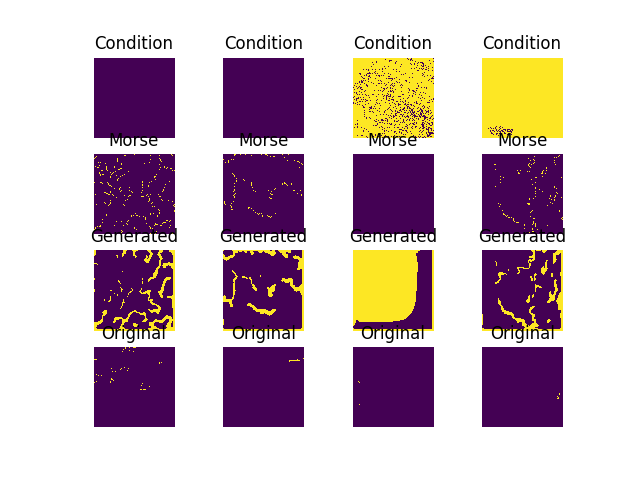 Condition Condition Condition Condition
Morse Morse Morse Morse
Generated Generated Generated Generated
Original Original Original Original